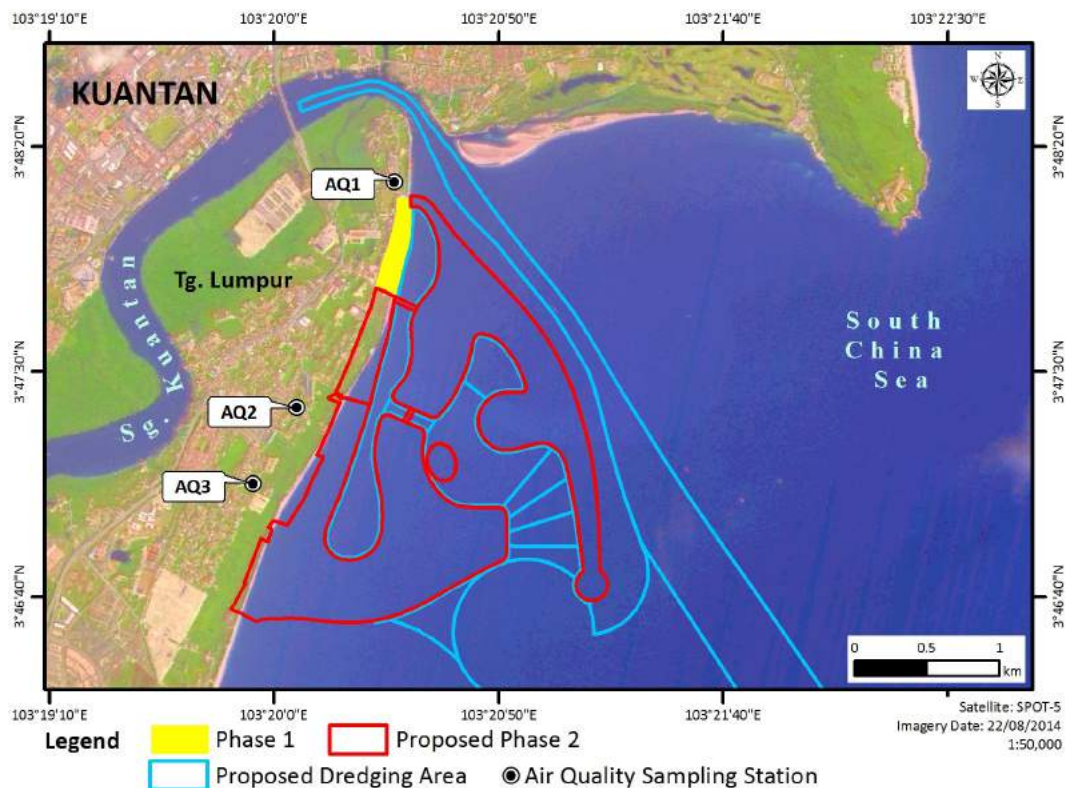 103°19'10"E 103°20'0"E 103°20'50"E 103°21'40"E 103°22'30"E
KUANTAN
N
W E
S
3°48'20"N 3°48'20"N
AQ1
Tg. Lumpur
Sg. Kuantan
South
China
Sea
3°47'30"N 3°47'30"N
AQ2
AQ3
3°46'40"N 3°46'40"N
0 0.5 1
km
103°19'10"E 103°20'0"E 103°20'50"E 103°21'40"E 103°22'30"E
Satellite: SPOT-5
Imagery Date: 22/08/2014
1:50,000
Legend Phase 1 Proposed Phase 2
Proposed Dredging Area Air Quality Sampling Station